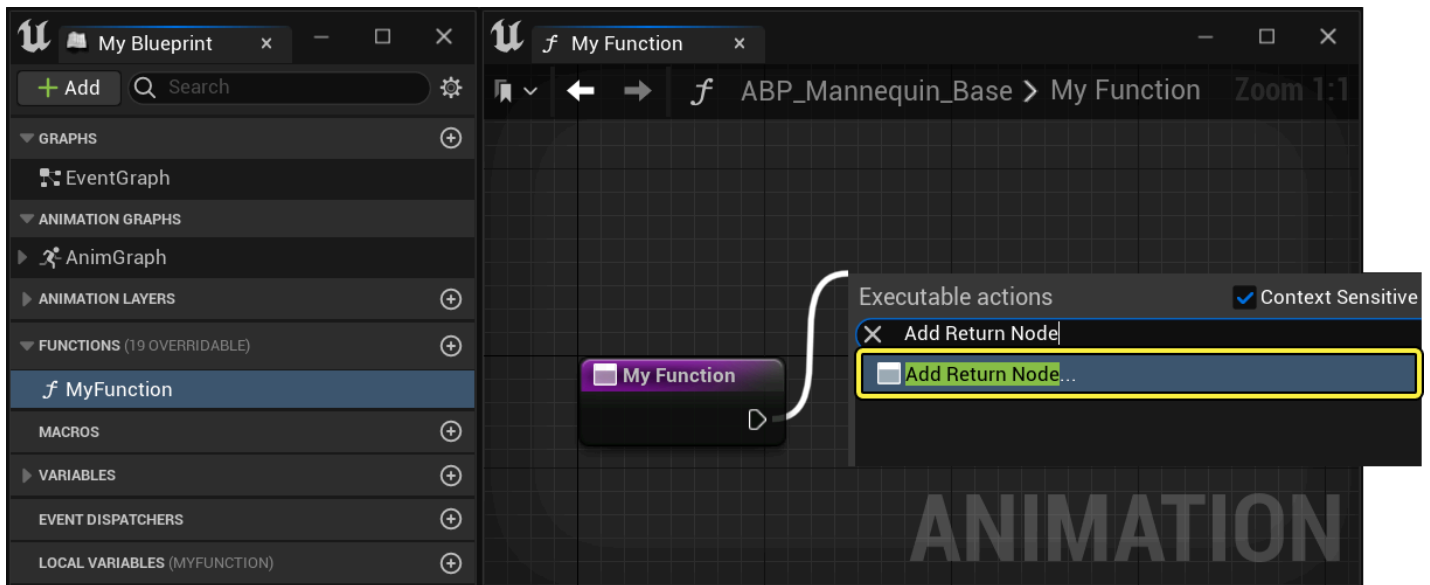 My Blueprint
+ Add
Search
GRAPHS
EventGraph
ANIMATION GRAPHS
AnimGraph
ANIMATION LAYERS
FUNCTIONS (19 OVERRIDABLE)
f MyFunction
MACROS
VARIABLES
EVENT DISPATCHERS
LOCAL VARIABLES (MYFUNCTION)
f My Function
f ABP_Mannequin_Base > My Function
Zoom 1:1
My Function
Executable actions
Context Sensitive
Add Return Node
Add Return Node...
ANIMATION